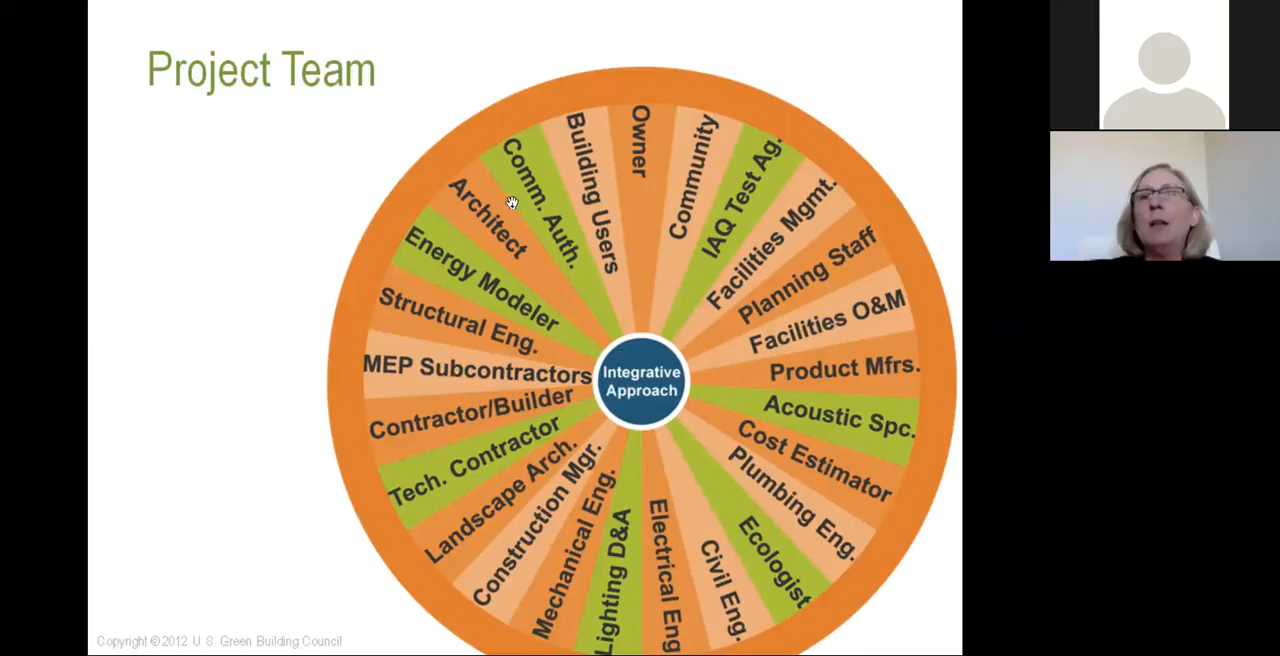 Project Team
Owner
Community
IAQ Test Ag.
Facilities Mgmt.
Planning Staff
Facilities O&M
Product Mfrs.
Acoustic Spc.
Cost Estimator
Plumbing Eng.
Ecologist
Civil Eng.
Electrical Eng
Lighting D&A
Mechanical Eng.
Construction Mgr.
Landscape Arch.
Tech. Contractor
Contractor/Builder
MEP Subcontractors
Structural Eng.
Energy Modeler
Architect
Comm. Auth.
Building Users
Integrative
Approach
Copyright © 2012 U.S. Green Building Council